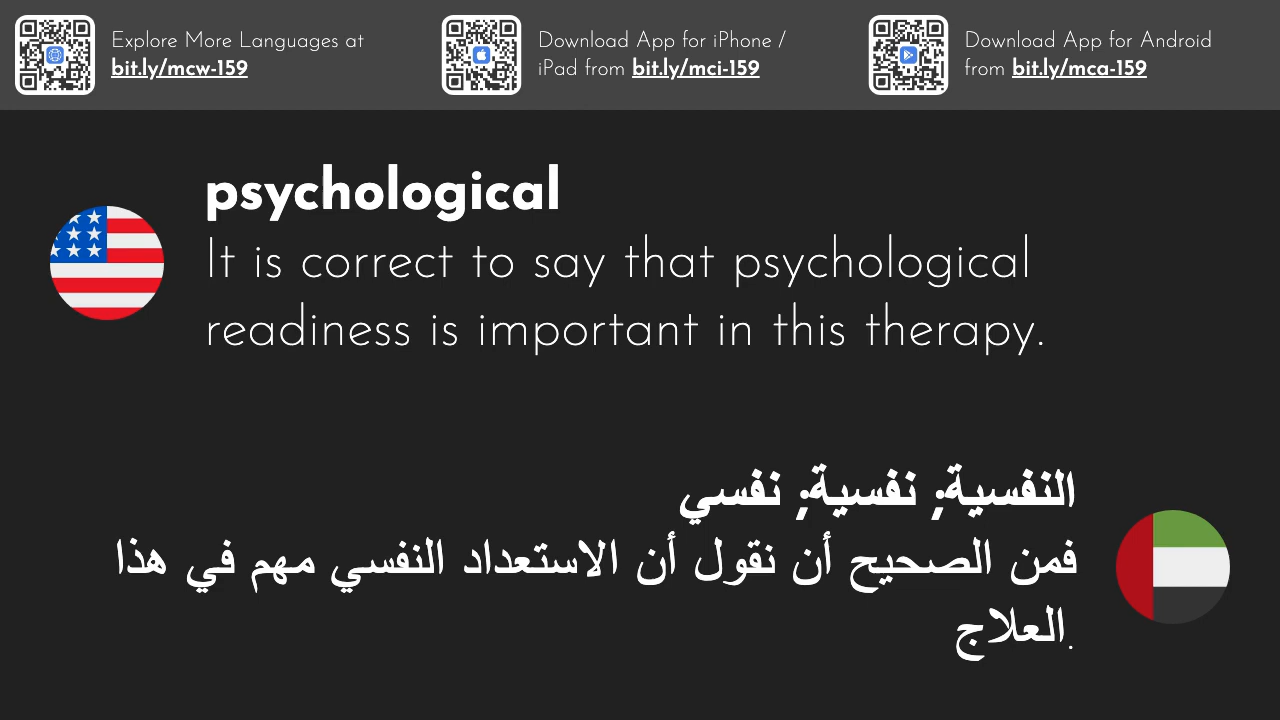 Explore More Languages at
bit.ly/mcw-159
Download App for iPhone /
iPad from bit.ly/mci-159
Download App for Android
from bit.ly/mca-159
psychological
It is correct to say that psychological
readiness is important in this therapy.
النفسية; نفسية; نفسي
فمن الصحيح أن نقول أن الاستعداد النفسي مهم في هذا
العلاج.